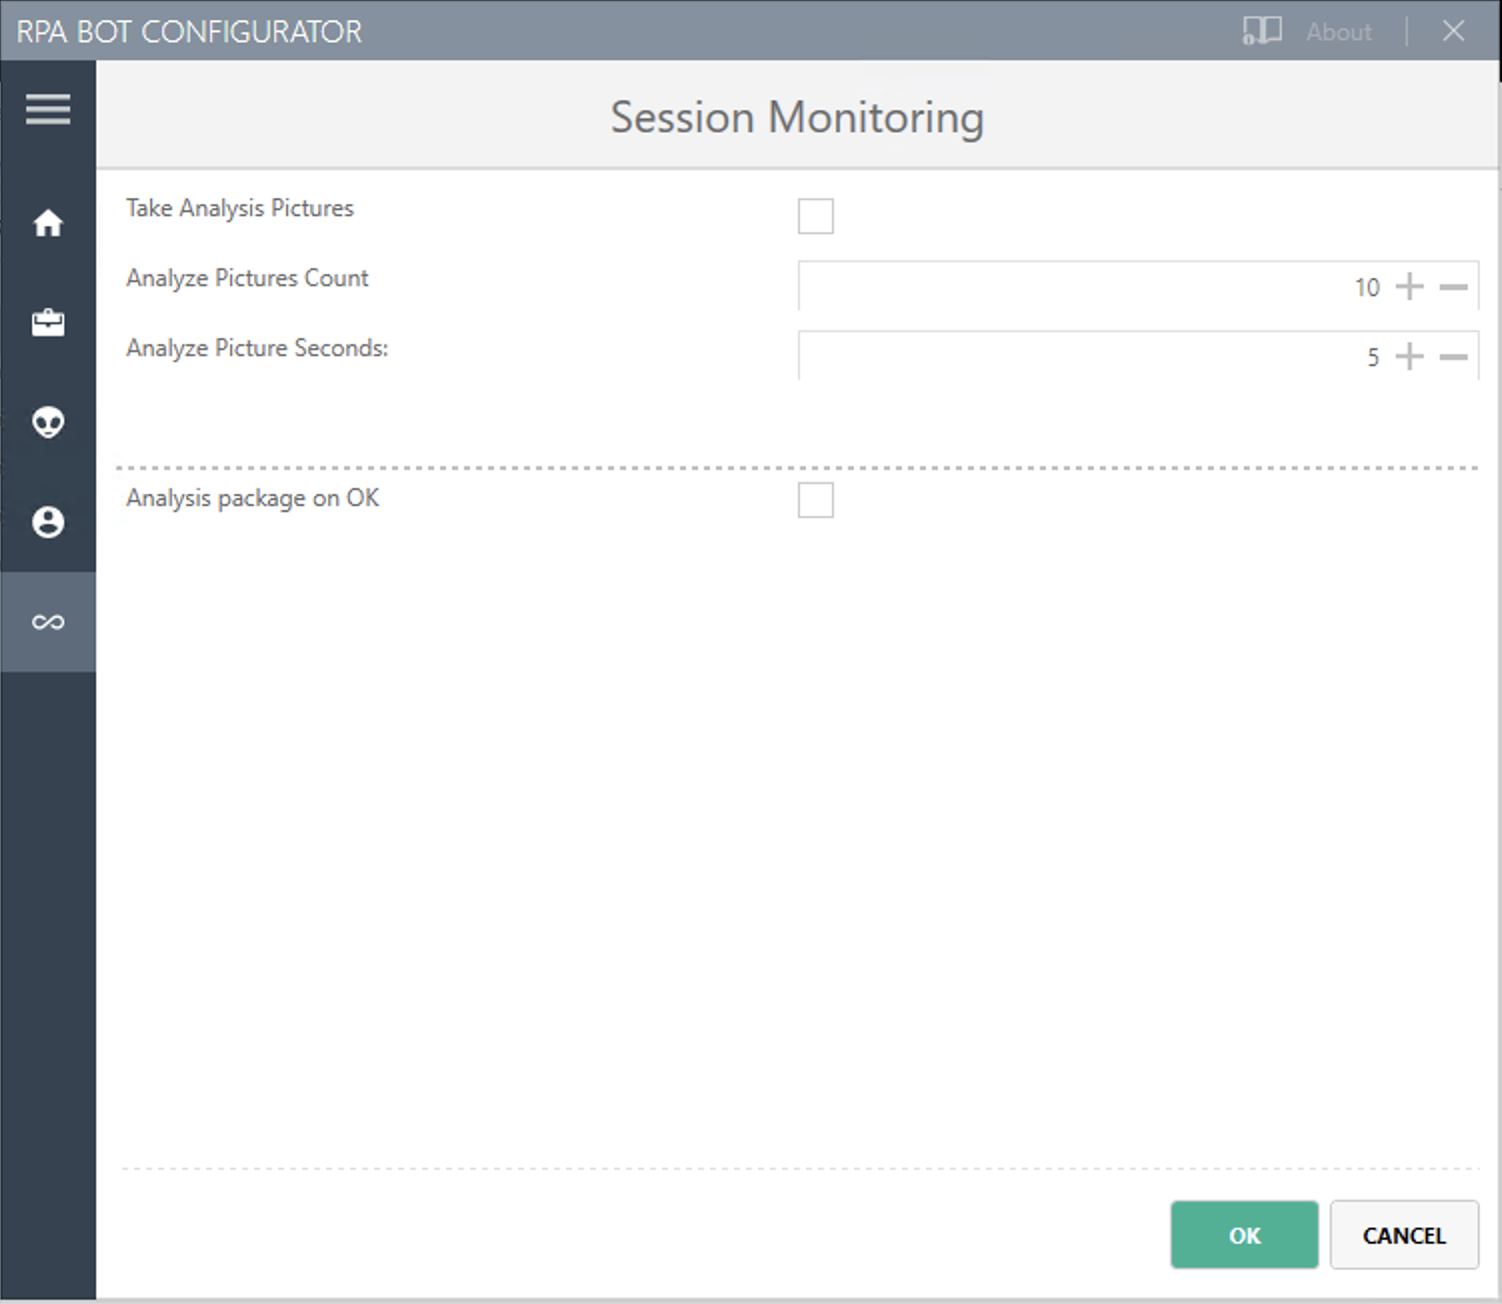 RPA BOT CONFIGURATOR
About
Session Monitoring
Take Analysis Pictures
Analyze Pictures Count
10
Analyze Picture Seconds:
5
Analysis package on OK
OK
CANCEL